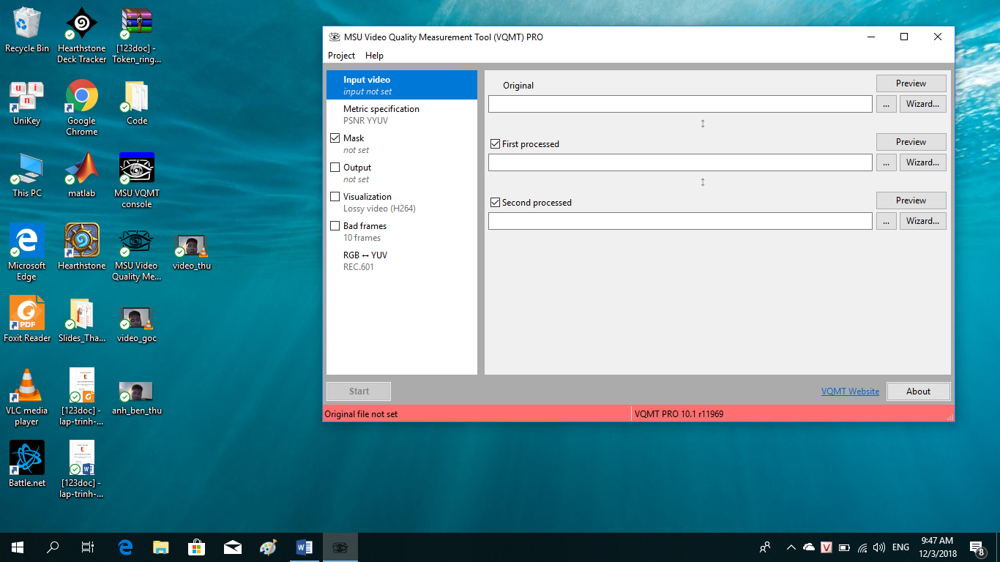 Recycle Bin
Hearthstone
Deck Tracker
[123doc] -
Token_ring...
UniKey
Google
Chrome
Code
This PC
matlab
MSU VQMT
console
Microsoft
Edge
Hearthstone
MSU Video
Quality Me...
video_thu
PDF
Foxit Reader
Slides_Tha...
video_goc
VLC media
player
[123doc] -
lap-trinh-...
anh_ben_thu
Battle.net
[123doc] -
lap-trinh-...
MSU Video Quality Measurement Tool (VQMT) PRO
Project Help
Input video
input not set
Metric specification
PSNR YYUV
Mask
not set
Output
not set
Visualization
Lossy video (H264)
Bad frames
10 frames
RGB ↔ YUV
REC.601
Original
Preview
... Wizard...
First processed
Preview
... Wizard...
Second processed
Preview
... Wizard...
Start
VQMT Website
About
Original file not set
VQMT PRO 10.1 r11969
ENG
9:47 AM
12/3/2018
8